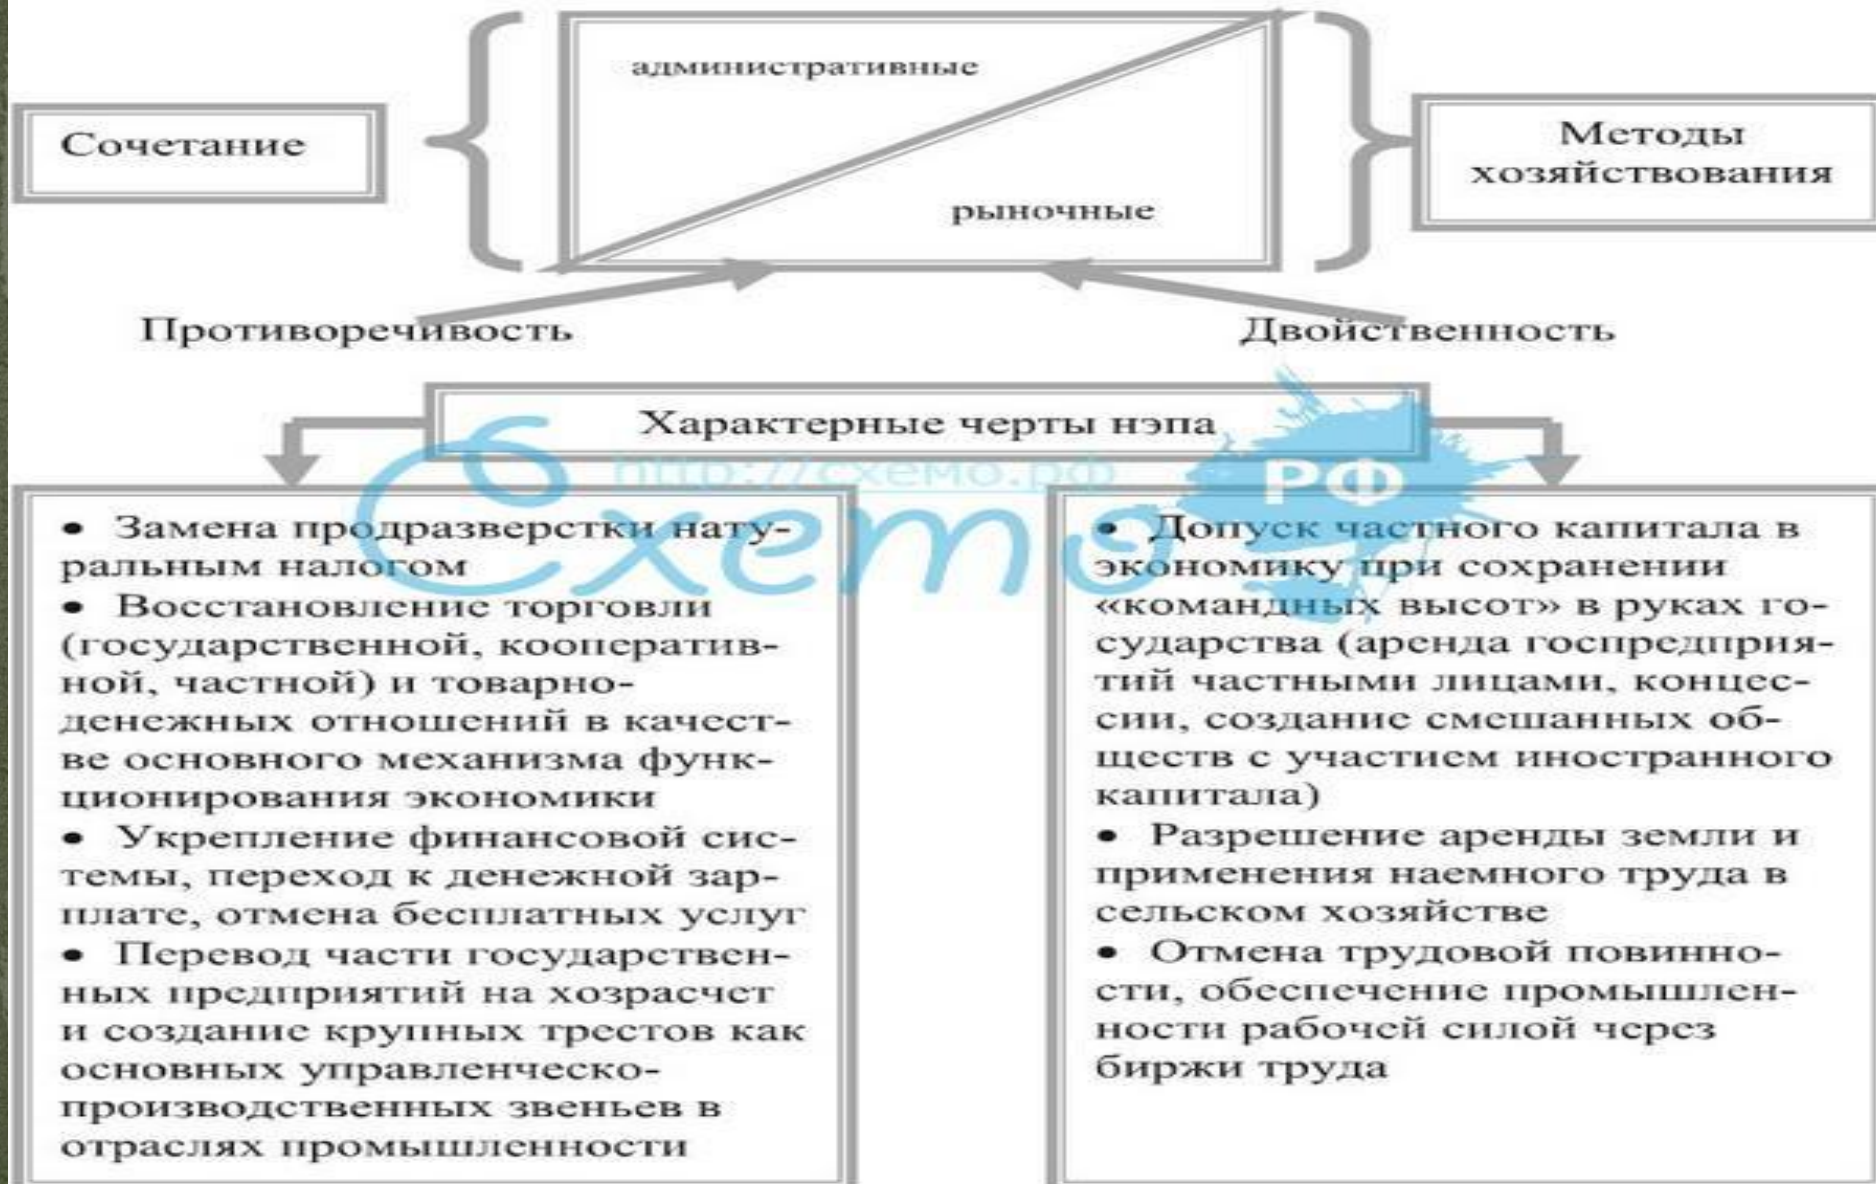 административные
Сочетание
Методы
хозяйствования
рыночные
Противоречивость
Двойственность
Характерные черты нэпа
http://схемо.рф
Схемо
РФ
• Замена продразверстки нату-
ральным налогом
• Восстановление торговли
(государственной, кооператив-
ной, частной) и товарно-
денежных отношений в качест-
ве основного механизма функ-
ционирования экономики
• Укрепление финансовой сис-
темы, переход к денежной зар-
плате, отмена бесплатных услуг
• Перевод части государствен-
ных предприятий на хозрасчет
и создание крупных трестов как
основных управленческо-
производственных звеньев в
отраслях промышленности
• Допуск частного капитала в
экономику при сохранении
«командных высот» в руках го-
сударства (аренда госпредприя-
тий частными лицами, концес-
сии, создание смешанных об-
ществ с участием иностранного
капитала)
• Разрешение аренды земли и
применения наемного труда в
сельском хозяйстве
• Отмена трудовой повинно-
сти, обеспечение промышлен-
ности рабочей силой через
биржи труда